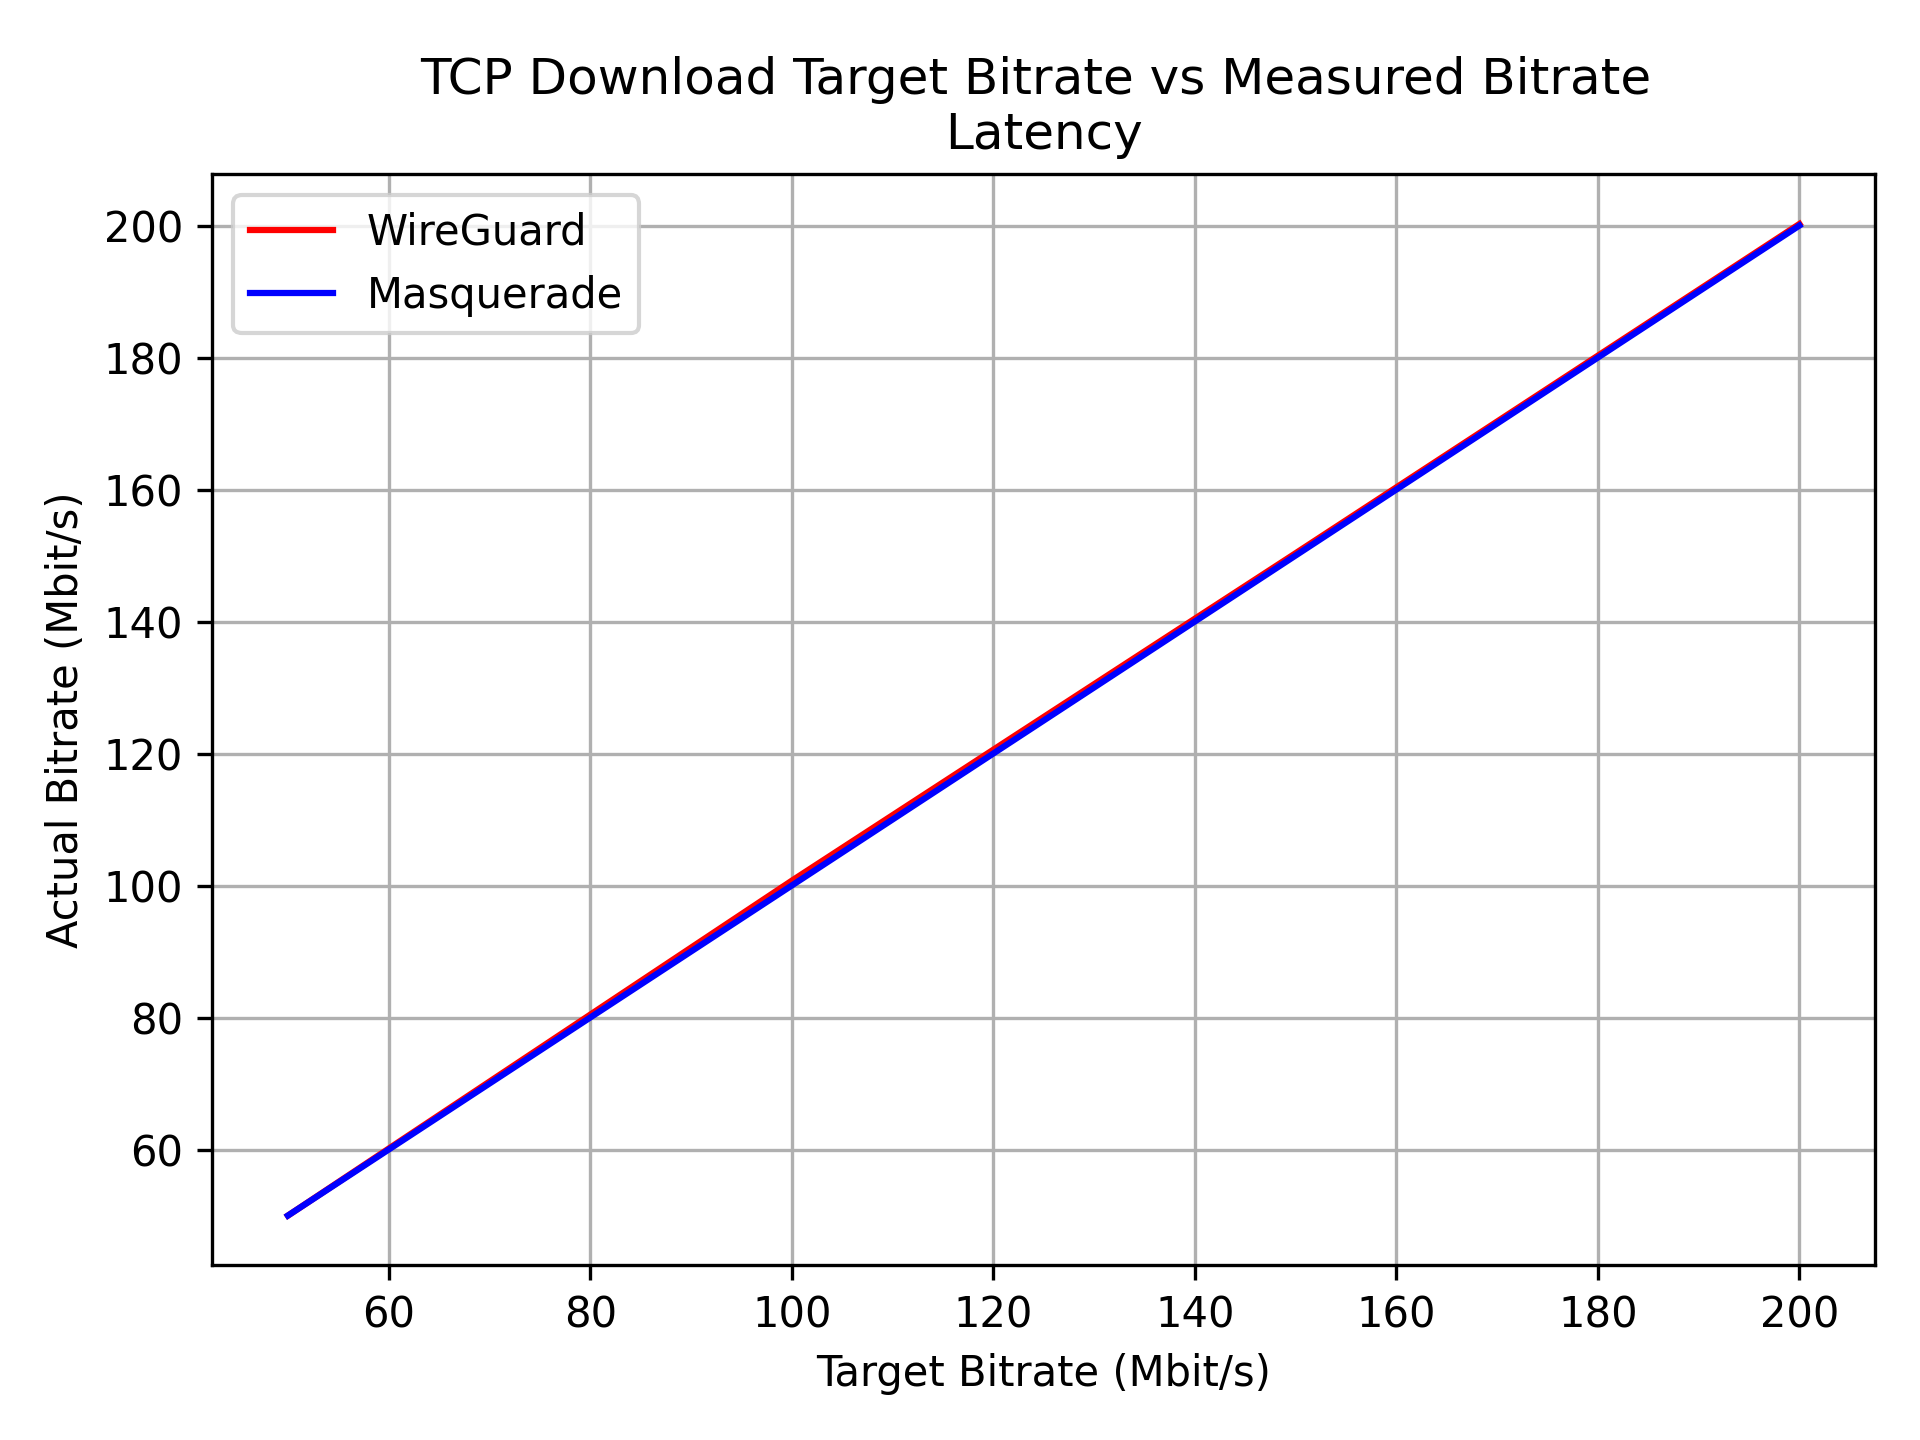 TCP Download Target Bitrate vs Measured Bitrate
Latency
WireGuard
Masquerade
Actual Bitrate (Mbit/s)
200
180
160
140
120
100
80
60
60 80 100 120 140 160 180 200
Target Bitrate (Mbit/s)